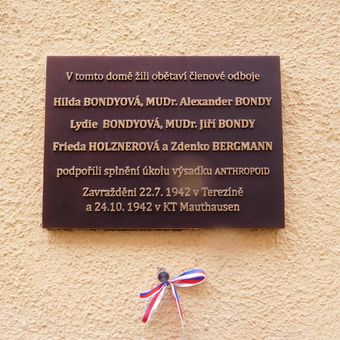 V tomto domě žili obětaví členové odboje
Hilda BONDYOVÁ, MUDr. Alexander BONDY
Lydie BONDYOVÁ, MUDr. Jiří BONDY
Frieda HOLZNEROVÁ a Zdenko BERGMANN
podpořili splnění úkolu výsadku ANTHROPOID
Zavražděni 22.7. 1942 v Terezíně
a 24.10. 1942 v KT Mauthausen